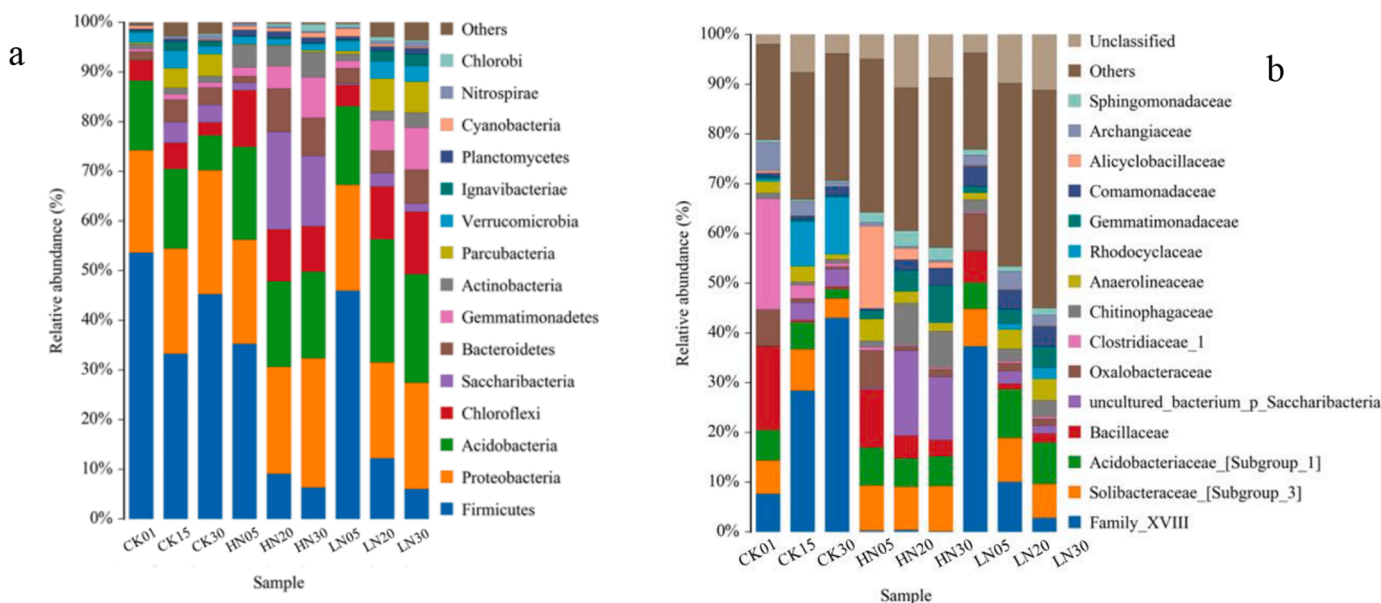 a
Relative abundance (%)
100%
90%
80%
70%
60%
50%
40%
30%
20%
10%
0%
CK01
CK15
CK30
HN05
HN20
HN30
LN05
LN20
LN30
Sample
Others
Chlorobi
Nitrospirae
Cyanobacteria
Planctomycetes
Ignavibacteriae
Verrucomicrobia
Parcubacteria
Actinobacteria
Gemmatimonadetes
Bacteroidetes
Saccharibacteria
Chloroflexi
Acidobacteria
Proteobacteria
Firmicutes
b
Relative abundance (%)
100%
80%
70%
60%
50%
40%
30%
20%
10%
0%
CK01
CK15
CK30
HN05
HN20
HN30
LN05
LN20
LN30
Sample
Unclassified
Others
Sphingomonadaceae
Archangiaceae
Alicyclobacillaceae
Comamonadaceae
Gemmatimonadaceae
Rhodocyclaceae
Anaerolineaceae
Chitinophagaceae
Clostridiaceae_1
Oxalobacteraceae
uncultured_bacterium_p_Saccharibacteria
Bacillaceae
Acidobacteriaceae_[Subgroup_1]
Solibacteraceae_[Subgroup_3]
Family_XVIII